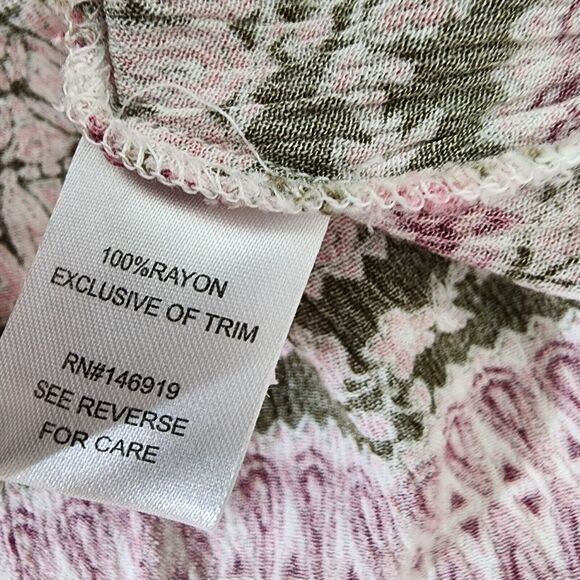 100%RAYON
EXCLUSIVE OF TRIM
RN#146919
SEE REVERSE
FOR CARE